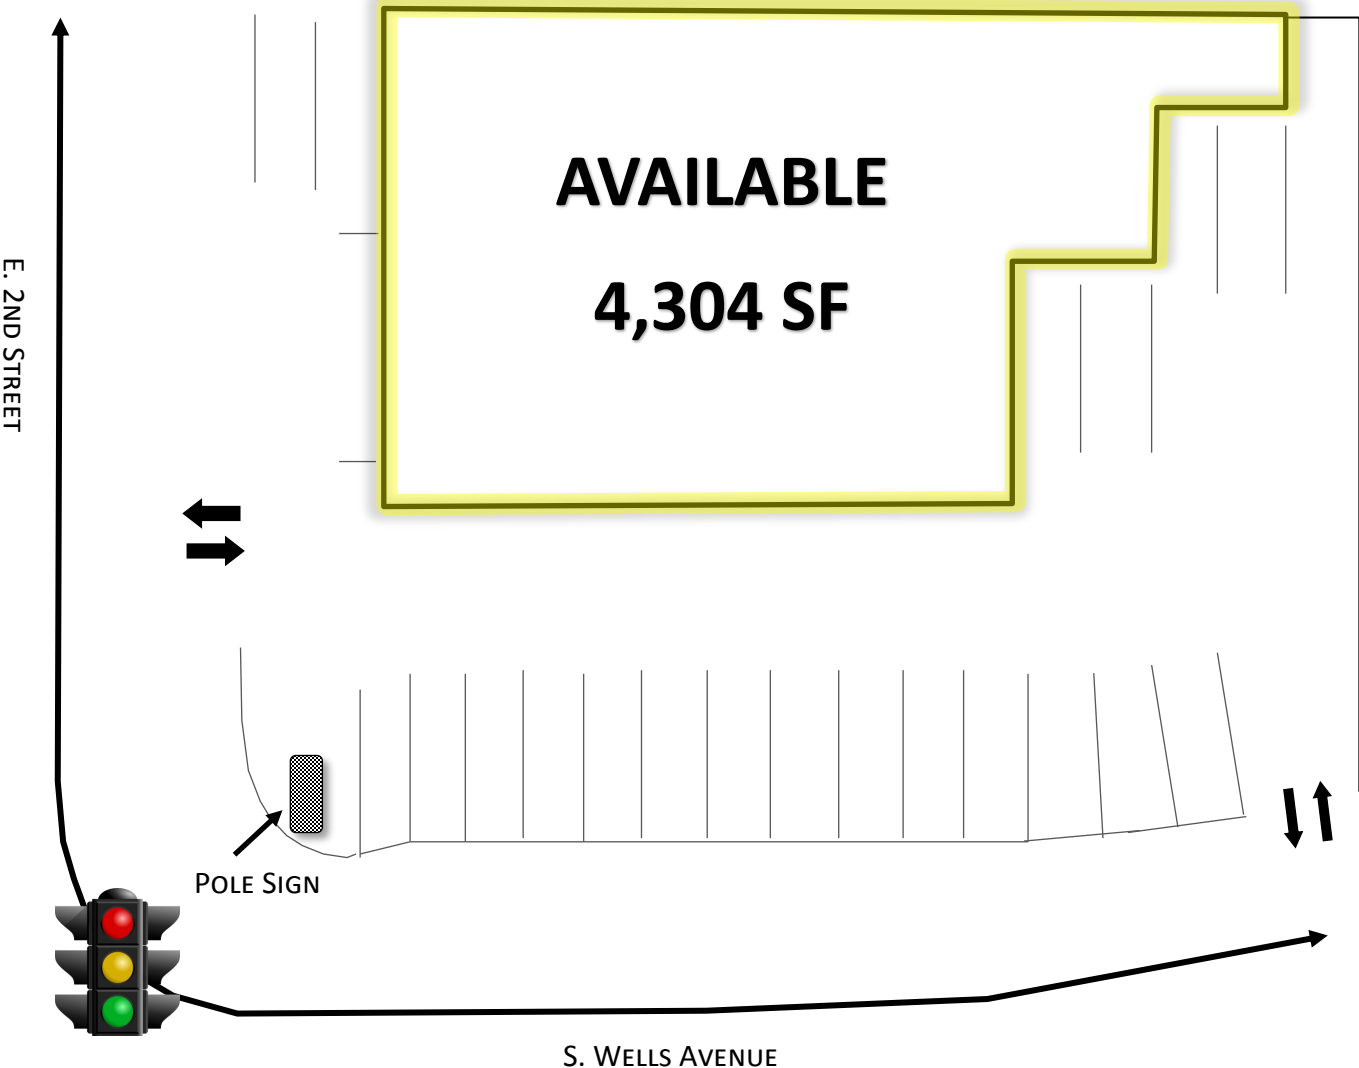 AVAILABLE
4,304 SF
E. 2ND STREET
POLE SIGN
S. WELLS AVENUE